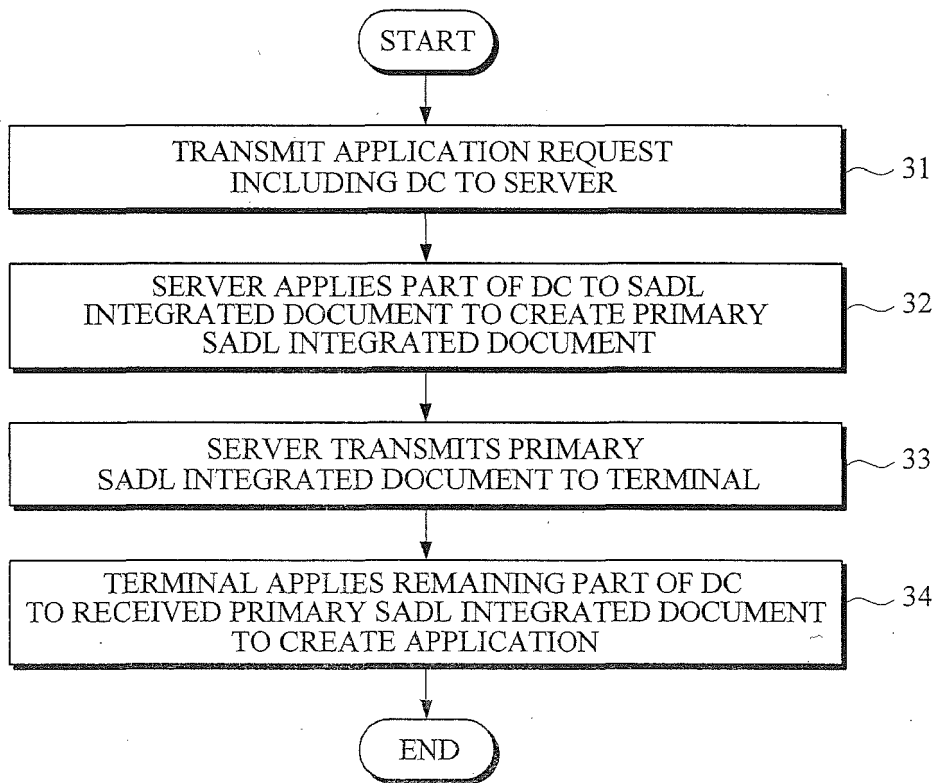 START
TRANSMIT APPLICATION REQUEST
INCLUDING DC TO SERVER
31
SERVER APPLIES PART OF DC TO SADL
INTEGRATED DOCUMENT TO CREATE PRIMARY
SADL INTEGRATED DOCUMENT
32
SERVER TRANSMITS PRIMARY
SADL INTEGRATED DOCUMENT TO TERMINAL
33
TERMINAL APPLIES REMAINING PART OF DC
TO RECEIVED PRIMARY SADL INTEGRATED DOCUMENT
TO CREATE APPLICATION
34
END